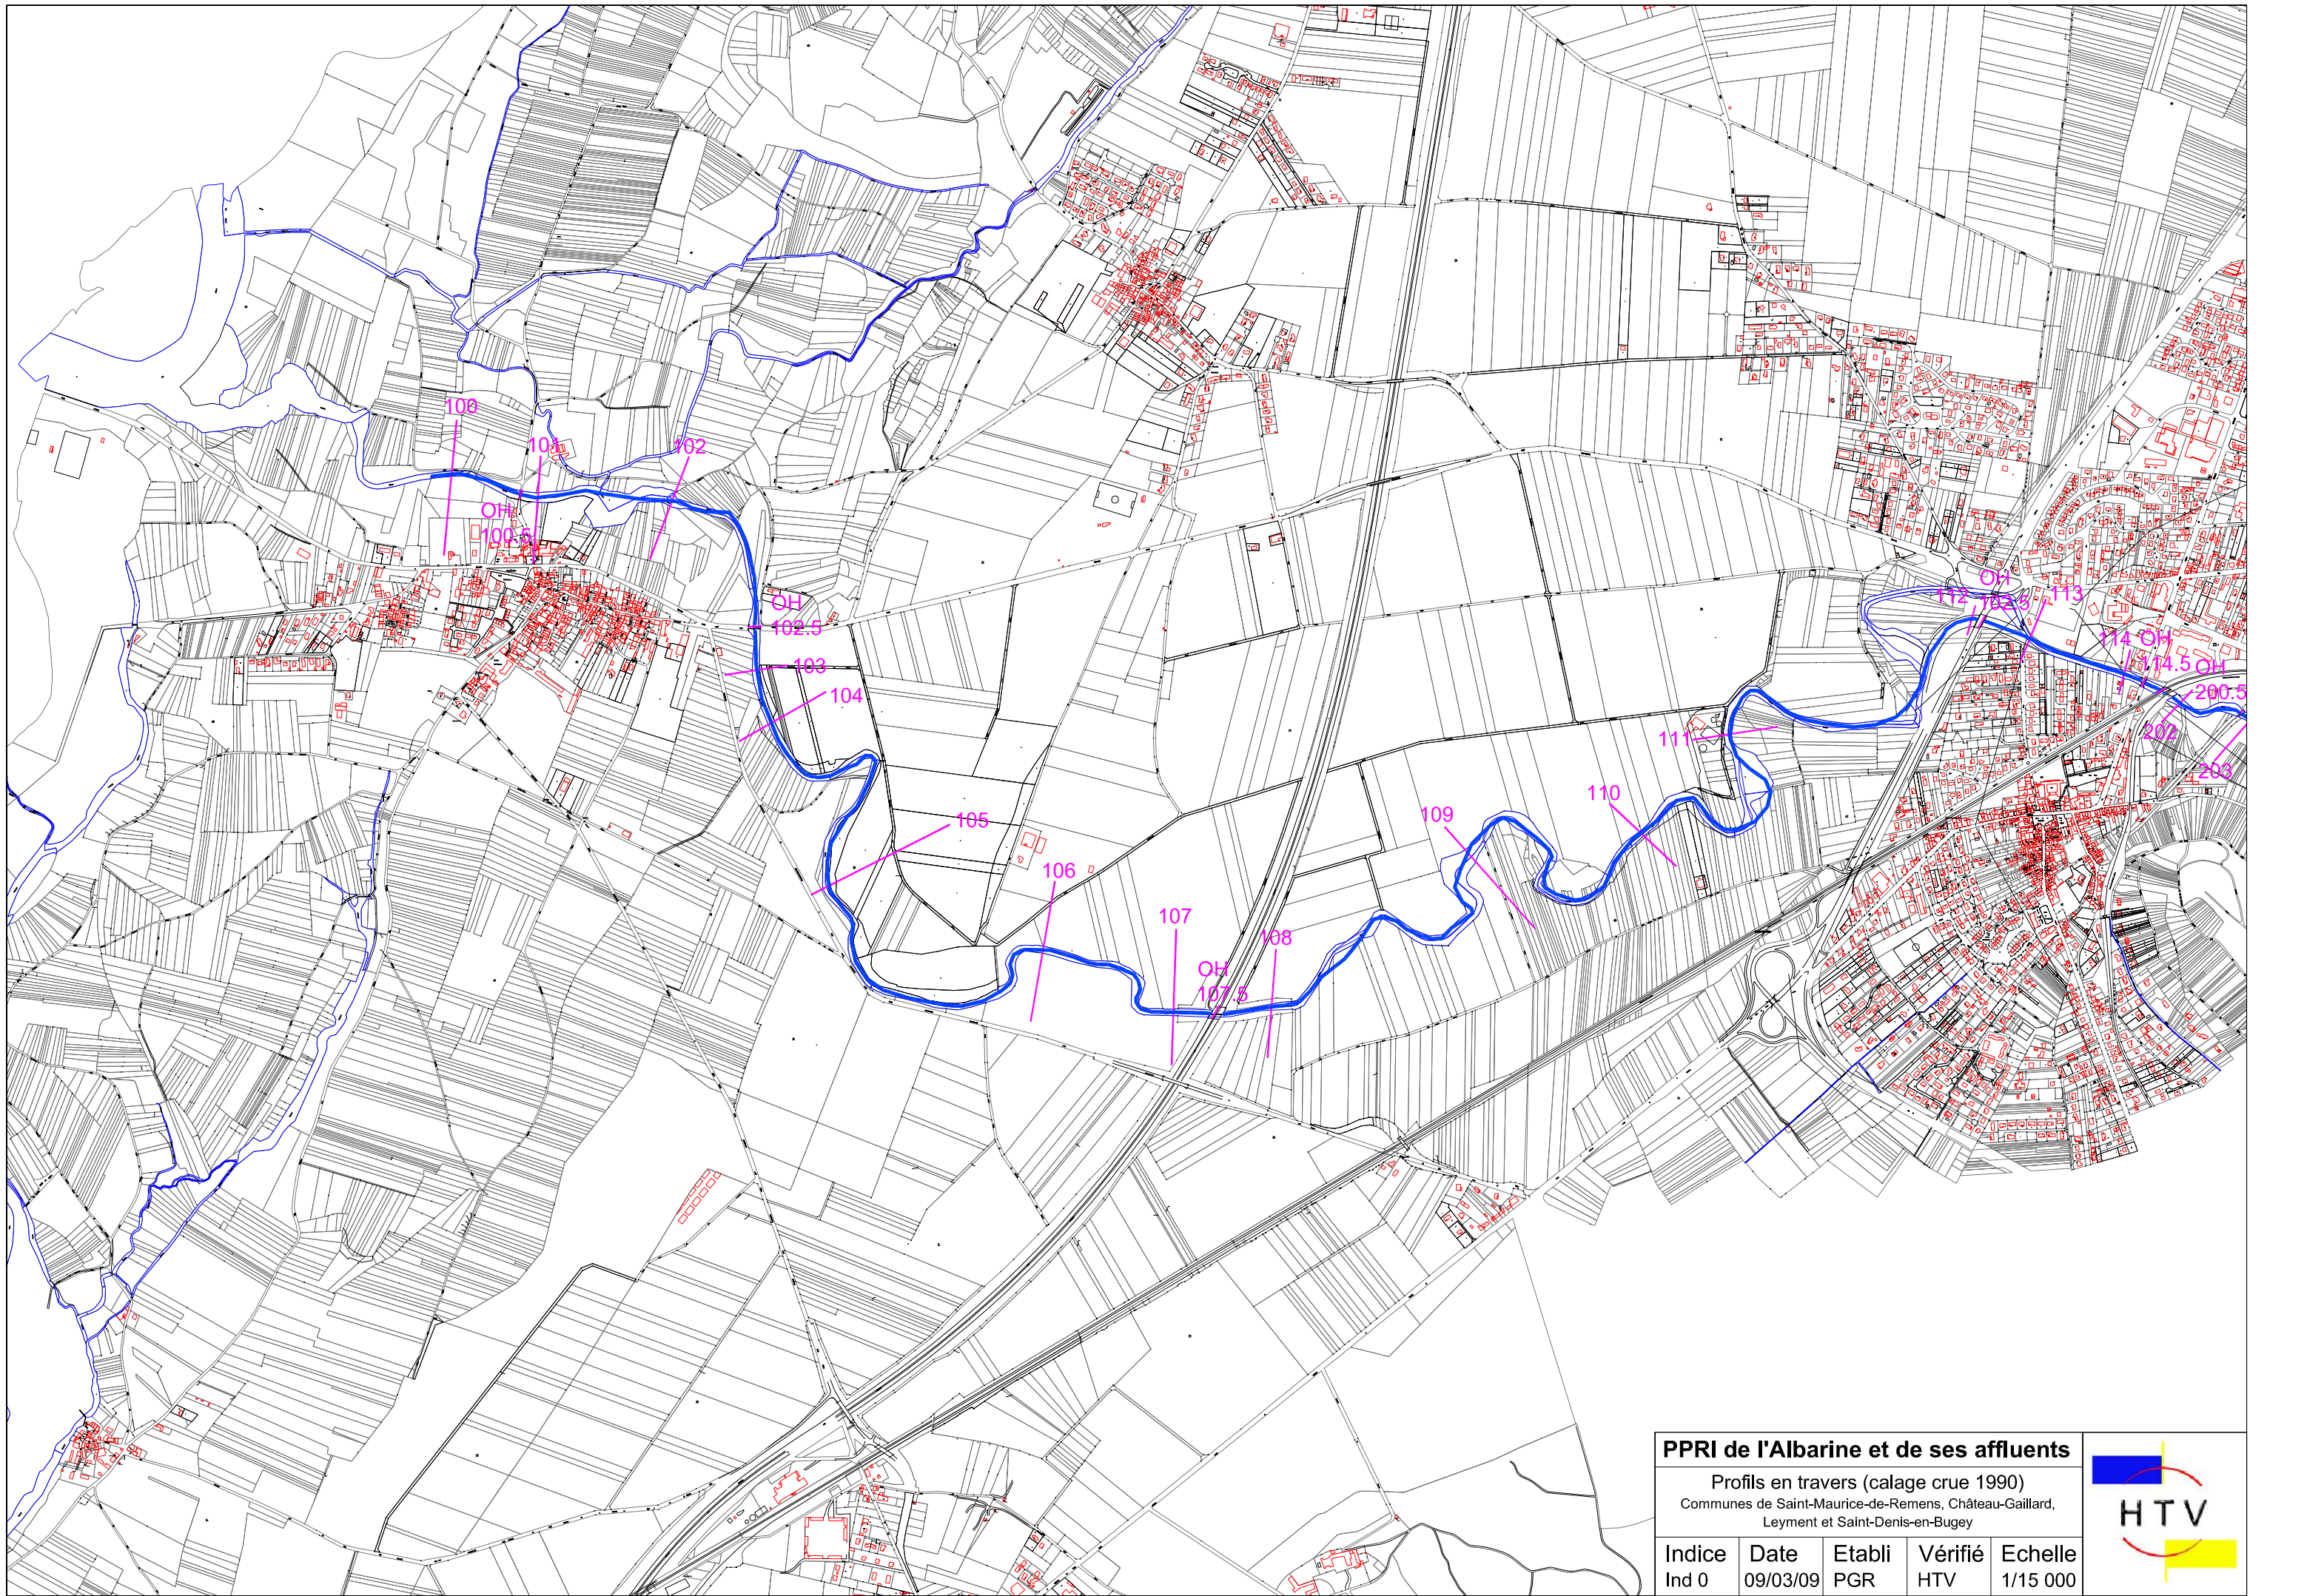 100
101
102
OH
100.5
OH
102.5
103
104
105
106
107
OH
107.5
108
109
110
111
112
OH
102.5
113
114
OH
114.5
OH
200.5
202
203
PPRI de l'Albarine et de ses affluents
Profils en travers (calage crue 1990)
Communes de Saint-Maurice-de-Remens, Château-Gaillard,
Leyment et Saint-Denis-en-Bugey
Indice Date Etabli Vérifié Echelle
Ind 0 09/03/09 PGR HTV 1/15 000
HTV